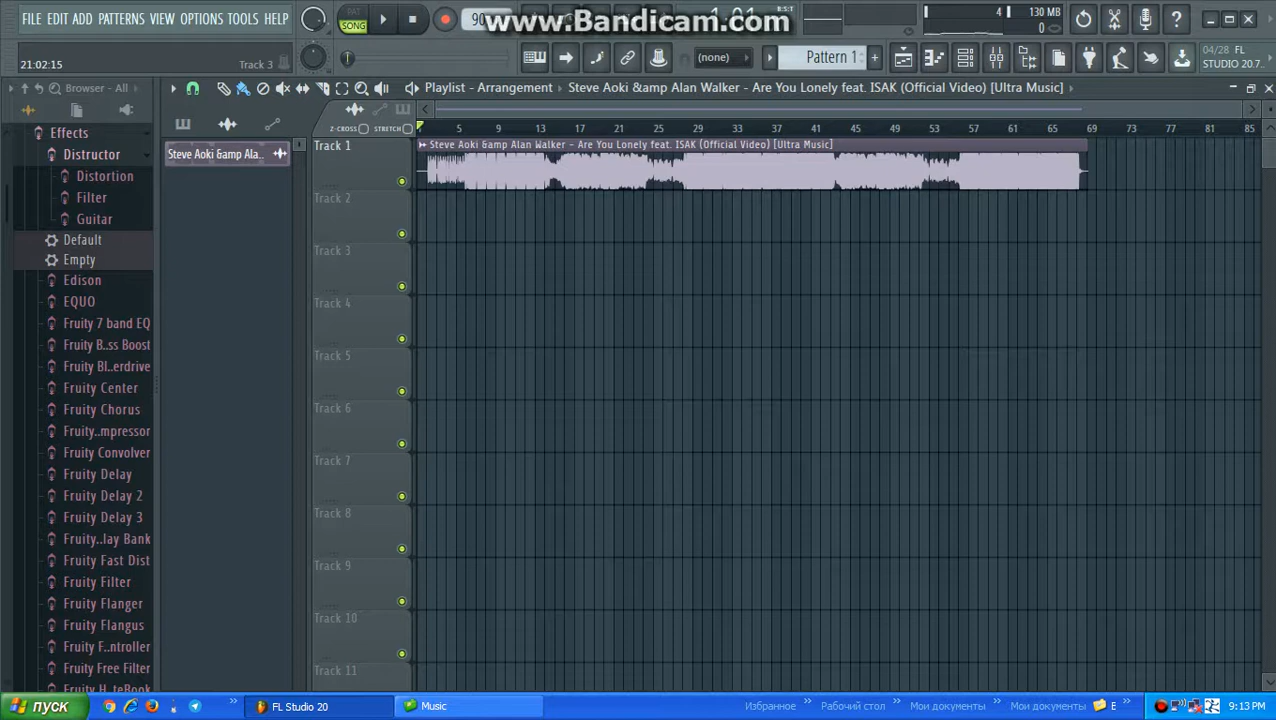 FILE EDIT ADD PATTERNS VIEW OPTIONS TOOLS HELP
PAT
SONG
90
www.Bandicam.com
B:S:T
4
130 MB
0
21:02:15
Track 3
(none)
Pattern 1
04/28 FL
STUDIO 20.7
Browser - All
Playlist - Arrangement
Steve Aoki &amp Alan Walker - Are You Lonely feat. ISAK (Official Video) [Ultra Music]
Z-CROSS
STRETCH
5 9 13 17 21 25 29 33 37 41 45 49 53 57 61 65 69 73 77 81 85
Effects
Distructor
Distortion
Filter
Guitar
Default
Empty
Edison
EQUO
Fruity 7 band EQ
Fruity B..ss Boost
Fruity Bl..erdrive
Fruity Center
Fruity Chorus
Fruity..mpressor
Fruity Convolver
Fruity Delay
Fruity Delay 2
Fruity Delay 3
Fruity..lay Bank
Fruity Fast Dist
Fruity Filter
Fruity Flanger
Fruity Flangus
Fruity F..ntroller
Fruity Free Filter
Fruity H..teBook
Steve Aoki &amp Ala..
Track 1
Steve Aoki &amp Alan Walker - Are You Lonely feat. ISAK (Official Video) [Ultra Music]
Track 2
Track 3
Track 4
Track 5
Track 6
Track 7
Track 8
Track 9
Track 10
Track 11
пуск
FL Studio 20
Music
Избранное
Рабочий стол
Мои документы
Мои документы
9:13 PM